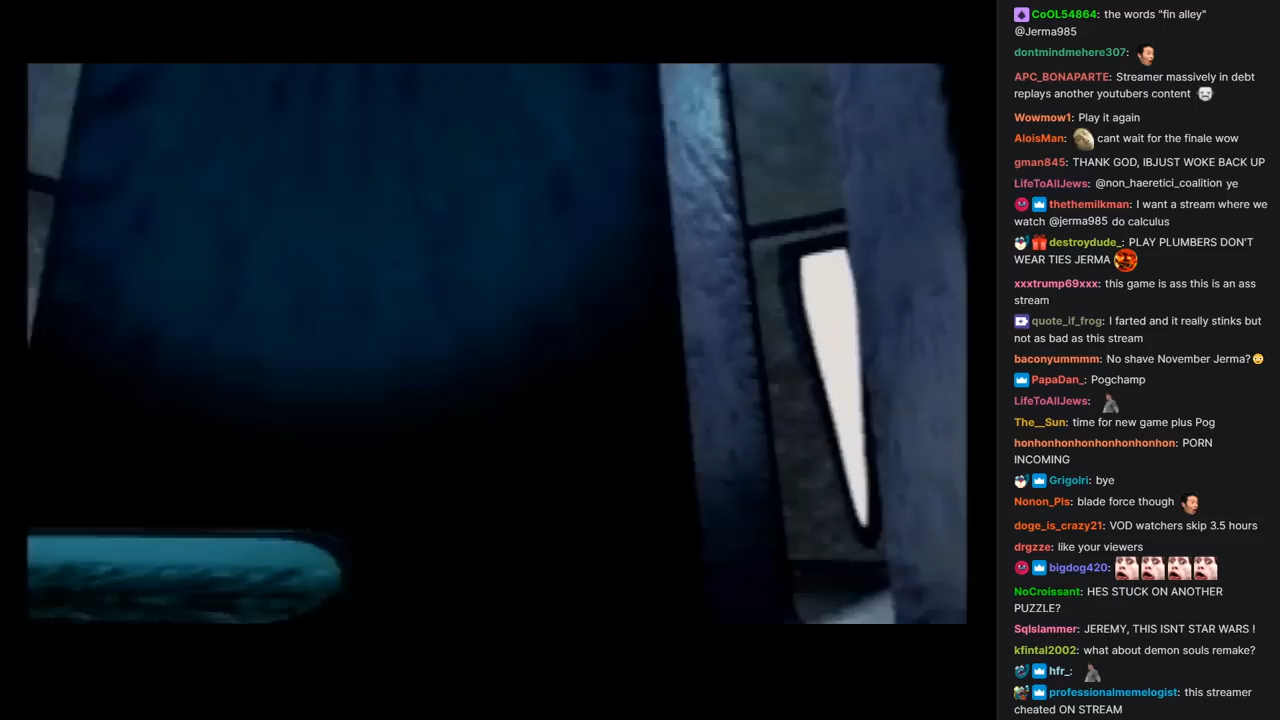 CoOL54864: the words "fin alley"
@Jerma985
dontmindmehere307:
APC_BONAPARTE: Streamer massively in debt
replays another youtubers content
Wowmow1: Play it again
AloisMan: cant wait for the finale wow
gman845: THANK GOD, IBJUST WOKE BACK UP
LifeToAllJews: @non_haeretici_coalition ye
thethemilkman: I want a stream where we
watch @jerma985 do calculus
destroydude_: PLAY PLUMBERS DON'T
WEAR TIES JERMA
xxxtrump69xxx: this game is ass this is an ass
stream
quote_if_frog: I farted and it really stinks but
not as bad as this stream
baconyummmm: No shave November Jerma?
PapaDan_: Pogchamp
LifeToAllJews:
The__Sun: time for new game plus Pog
honhonhonhonhonhonhonhon: PORN
INCOMING
Grigolri: bye
Nonon_Pls: blade force though
doge_is_crazy21: VOD watchers skip 3.5 hours
drgzze: like your viewers
bigdog420:
NoCroissant: HES STUCK ON ANOTHER
PUZZLE?
Sqlslammer: JEREMY, THIS ISNT STAR WARS !
kfintal2002: what about demon souls remake?
hfr_:
professionalmemelogist: this streamer
cheated ON STREAM